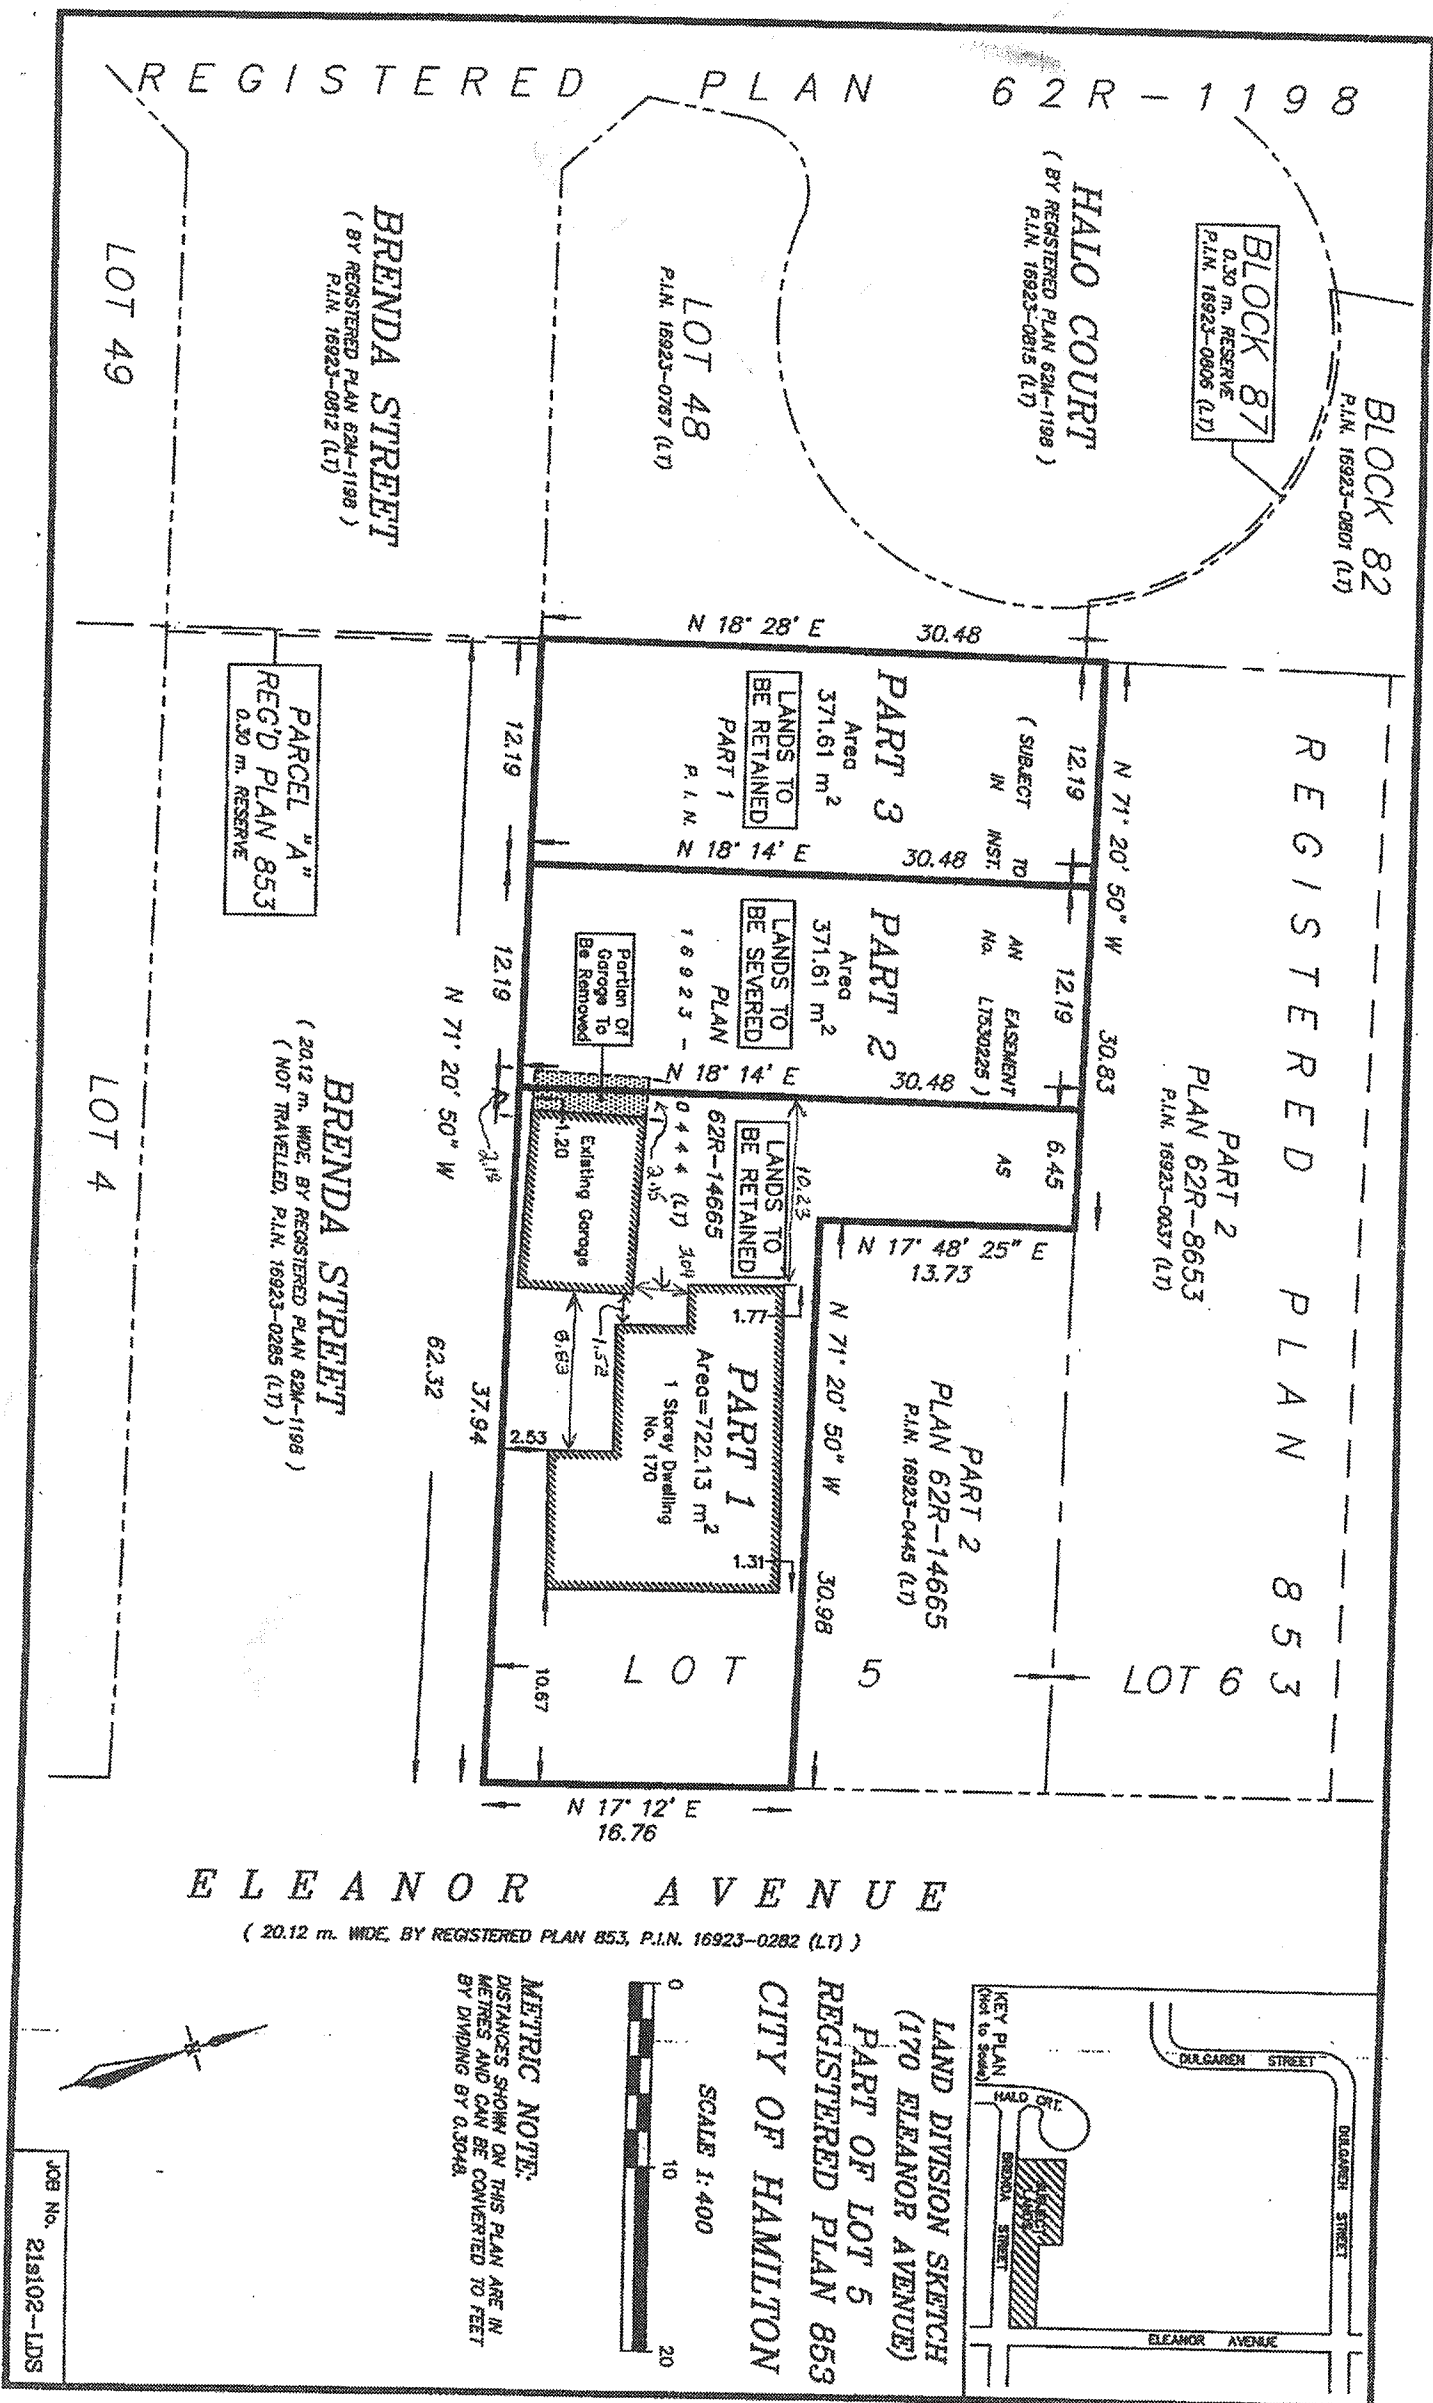 REGISTERED PLAN 62R-1198
BLOCK 82
P.I.N. 16923-0801 (LT)
BLOCK 87
0.30 m. RESERVE
P.I.N. 16923-0806 (LT)
HALO COURT
( BY REGISTERED PLAN 62M-1198 )
P.I.N. 16923-0815 (LT)
LOT 48
P.I.N. 16923-0767 (LT)
BRENDA STREET
( BY REGISTERED PLAN 62M-1198 )
P.I.N. 16923-0812 (LT)
LOT 49
REGISTERED PLAN 853
PART 2
PLAN 62R-8653
P.I.N. 16923-0037 (LT)
LOT 6
N 71° 20' 50" W
30.83
12.19
12.19
6.45
N 18° 28' E
30.48
( SUBJECT TO AN EASEMENT AS
IN INST. No. LT530225 )
PART 3
Area
371.61 m2
LANDS TO
BE RETAINED
N 18° 14' E
30.48
PART 2
Area
371.61 m2
LANDS TO
BE SEVERED
N 18° 14' E
30.48
PART 1 PLAN 62R-14665
P.I.N. 16923-0444 (LT)
LANDS TO
BE RETAINED
10.23
N 17° 48' 25" E
13.73
N 71° 20' 50" W
30.98
PART 2
PLAN 62R-14665
P.I.N. 16923-0445 (LT)
LOT 5
Portion Of
Garage To
Be Removed
Existing Garage
1.20
2.15
2.18
1.77
1.52
6.83
PART 1
Area=722.13 m2
1 Storey Dwelling
No. 170
1.31
2.53
10.67
12.19
12.19
37.94
N 71° 20' 50" W
62.32
N 17° 12' E
16.76
PARCEL "A"
REG'D PLAN 853
0.30 m. RESERVE
BRENDA STREET
( 20.12 m. WIDE, BY REGISTERED PLAN 62M-1198 )
( NOT TRAVELLED, P.I.N. 16923-0285 (LT) )
LOT 4
ELEANOR AVENUE
( 20.12 m. WIDE, BY REGISTERED PLAN 853, P.I.N. 16923-0282 (LT) )
KEY PLAN
(Not to Scale)
DULGAREN STREET
DULGAREN STREET
HALO CRT.
BRENDA STREET
SUBJECT
LANDS
ELEANOR AVENUE
LAND DIVISION SKETCH
(170 ELEANOR AVENUE)
PART OF LOT 5
REGISTERED PLAN 853
CITY OF HAMILTON
SCALE 1:400
0 10 20
METRIC NOTE:
DISTANCES SHOWN ON THIS PLAN ARE IN
METRES AND CAN BE CONVERTED TO FEET
BY DIVIDING BY 0.3048.
JOB No. 21s102-LDS